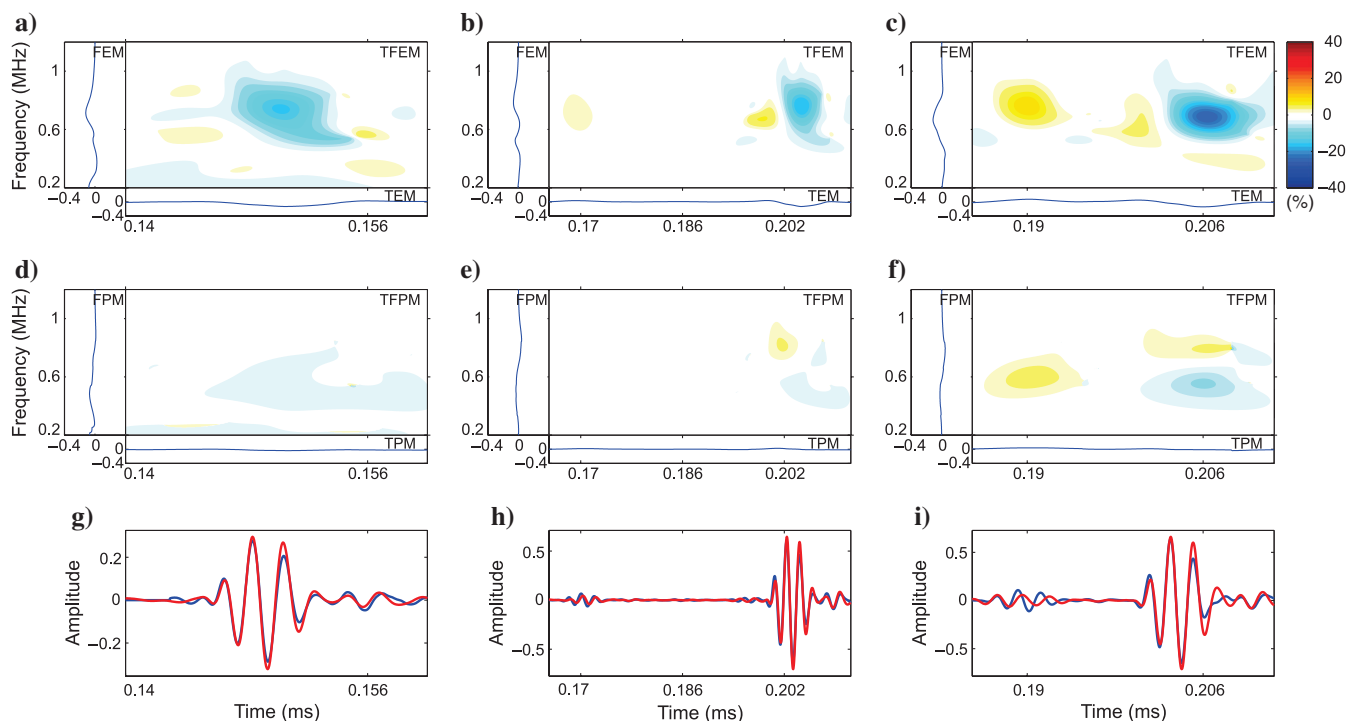 a)
FEM
TFEM
Frequency (MHz)
1
0.6
0.2
−0.4 0
0
−0.4
TEM
0.14
0.156
b)
FEM
TFEM
1
0.6
0.2
−0.4 0
0
−0.4
TEM
0.17
0.186
0.202
c)
FEM
TFEM
1
0.6
0.2
−0.4 0
0
−0.4
TEM
0.19
0.206
40
20
0
−20
−40
(%)
d)
FPM
TFPM
Frequency (MHz)
1
0.6
0.2
−0.4 0
0
−0.4
TPM
0.14
0.156
e)
FPM
TFPM
1
0.6
0.2
−0.4 0
0
−0.4
TPM
0.17
0.186
0.202
f)
FPM
TFPM
1
0.6
0.2
−0.4 0
0
−0.4
TPM
0.19
0.206
g)
Amplitude
0.2
0
−0.2
0.14
0.156
Time (ms)
h)
Amplitude
0.5
0
−0.5
0.17
0.186
0.202
Time (ms)
i)
Amplitude
0.5
0
−0.5
0.19
0.206
Time (ms)